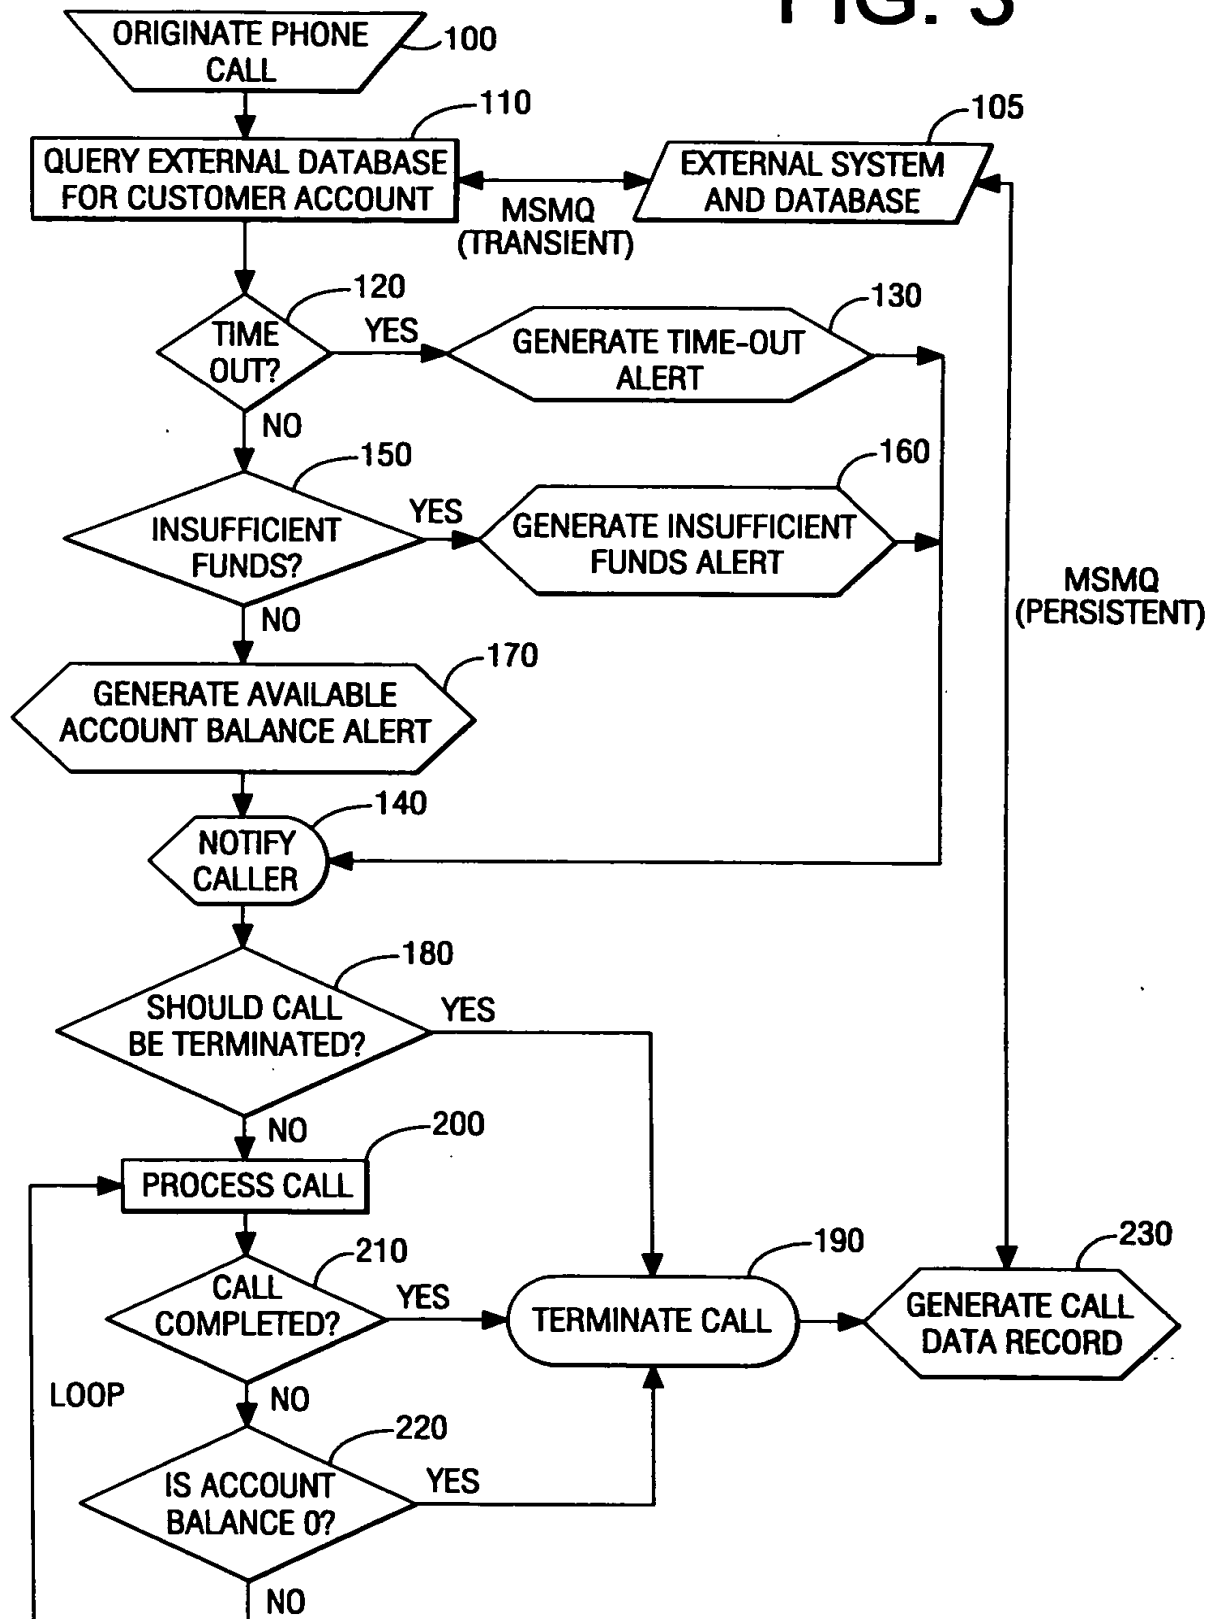 FIG. 3
ORIGINATE PHONE
CALL
100
110
105
QUERY EXTERNAL DATABASE
FOR CUSTOMER ACCOUNT
EXTERNAL SYSTEM
AND DATABASE
MSMQ
(TRANSIENT)
120
TIME
OUT?
YES
130
GENERATE TIME-OUT
ALERT
NO
150
INSUFFICIENT
FUNDS?
YES
160
GENERATE INSUFFICIENT
FUNDS ALERT
NO
MSMQ
(PERSISTENT)
170
GENERATE AVAILABLE
ACCOUNT BALANCE ALERT
140
NOTIFY
CALLER
180
SHOULD CALL
BE TERMINATED?
YES
NO
200
PROCESS CALL
210
CALL
COMPLETED?
YES
190
TERMINATE CALL
230
GENERATE CALL
DATA RECORD
LOOP
NO
220
IS ACCOUNT
BALANCE 0?
YES
NO